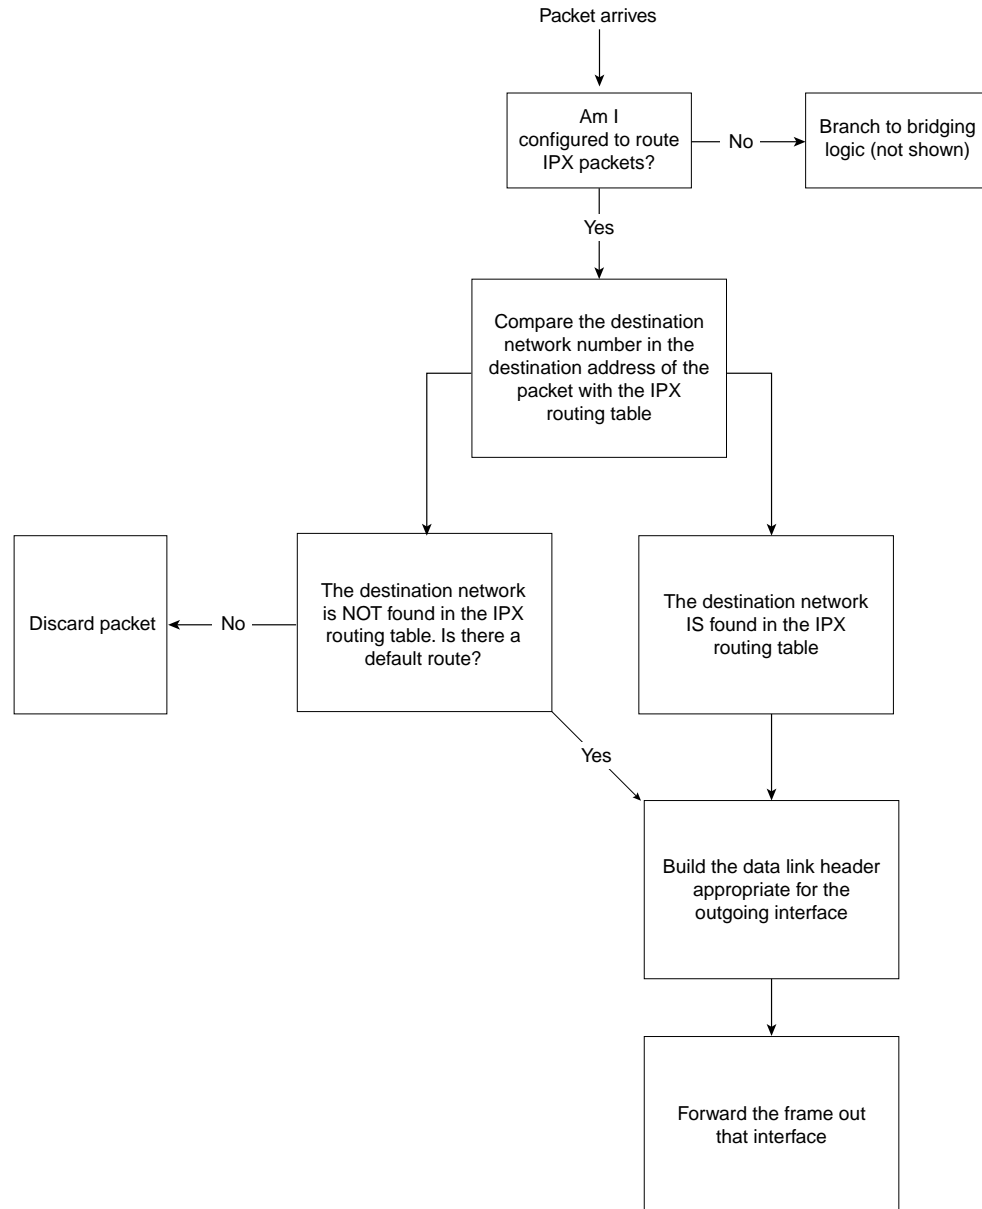 Packet arrives
Am I
configured to route
IPX packets?
No
Branch to bridging
logic (not shown)
Yes
Compare the destination
network number in the
destination address of the
packet with the IPX
routing table
Discard packet
No
The destination network
is NOT found in the IPX
routing table. Is there a
default route?
The destination network
IS found in the IPX
routing table
Yes
Build the data link header
appropriate for the
outgoing interface
Forward the frame out
that interface